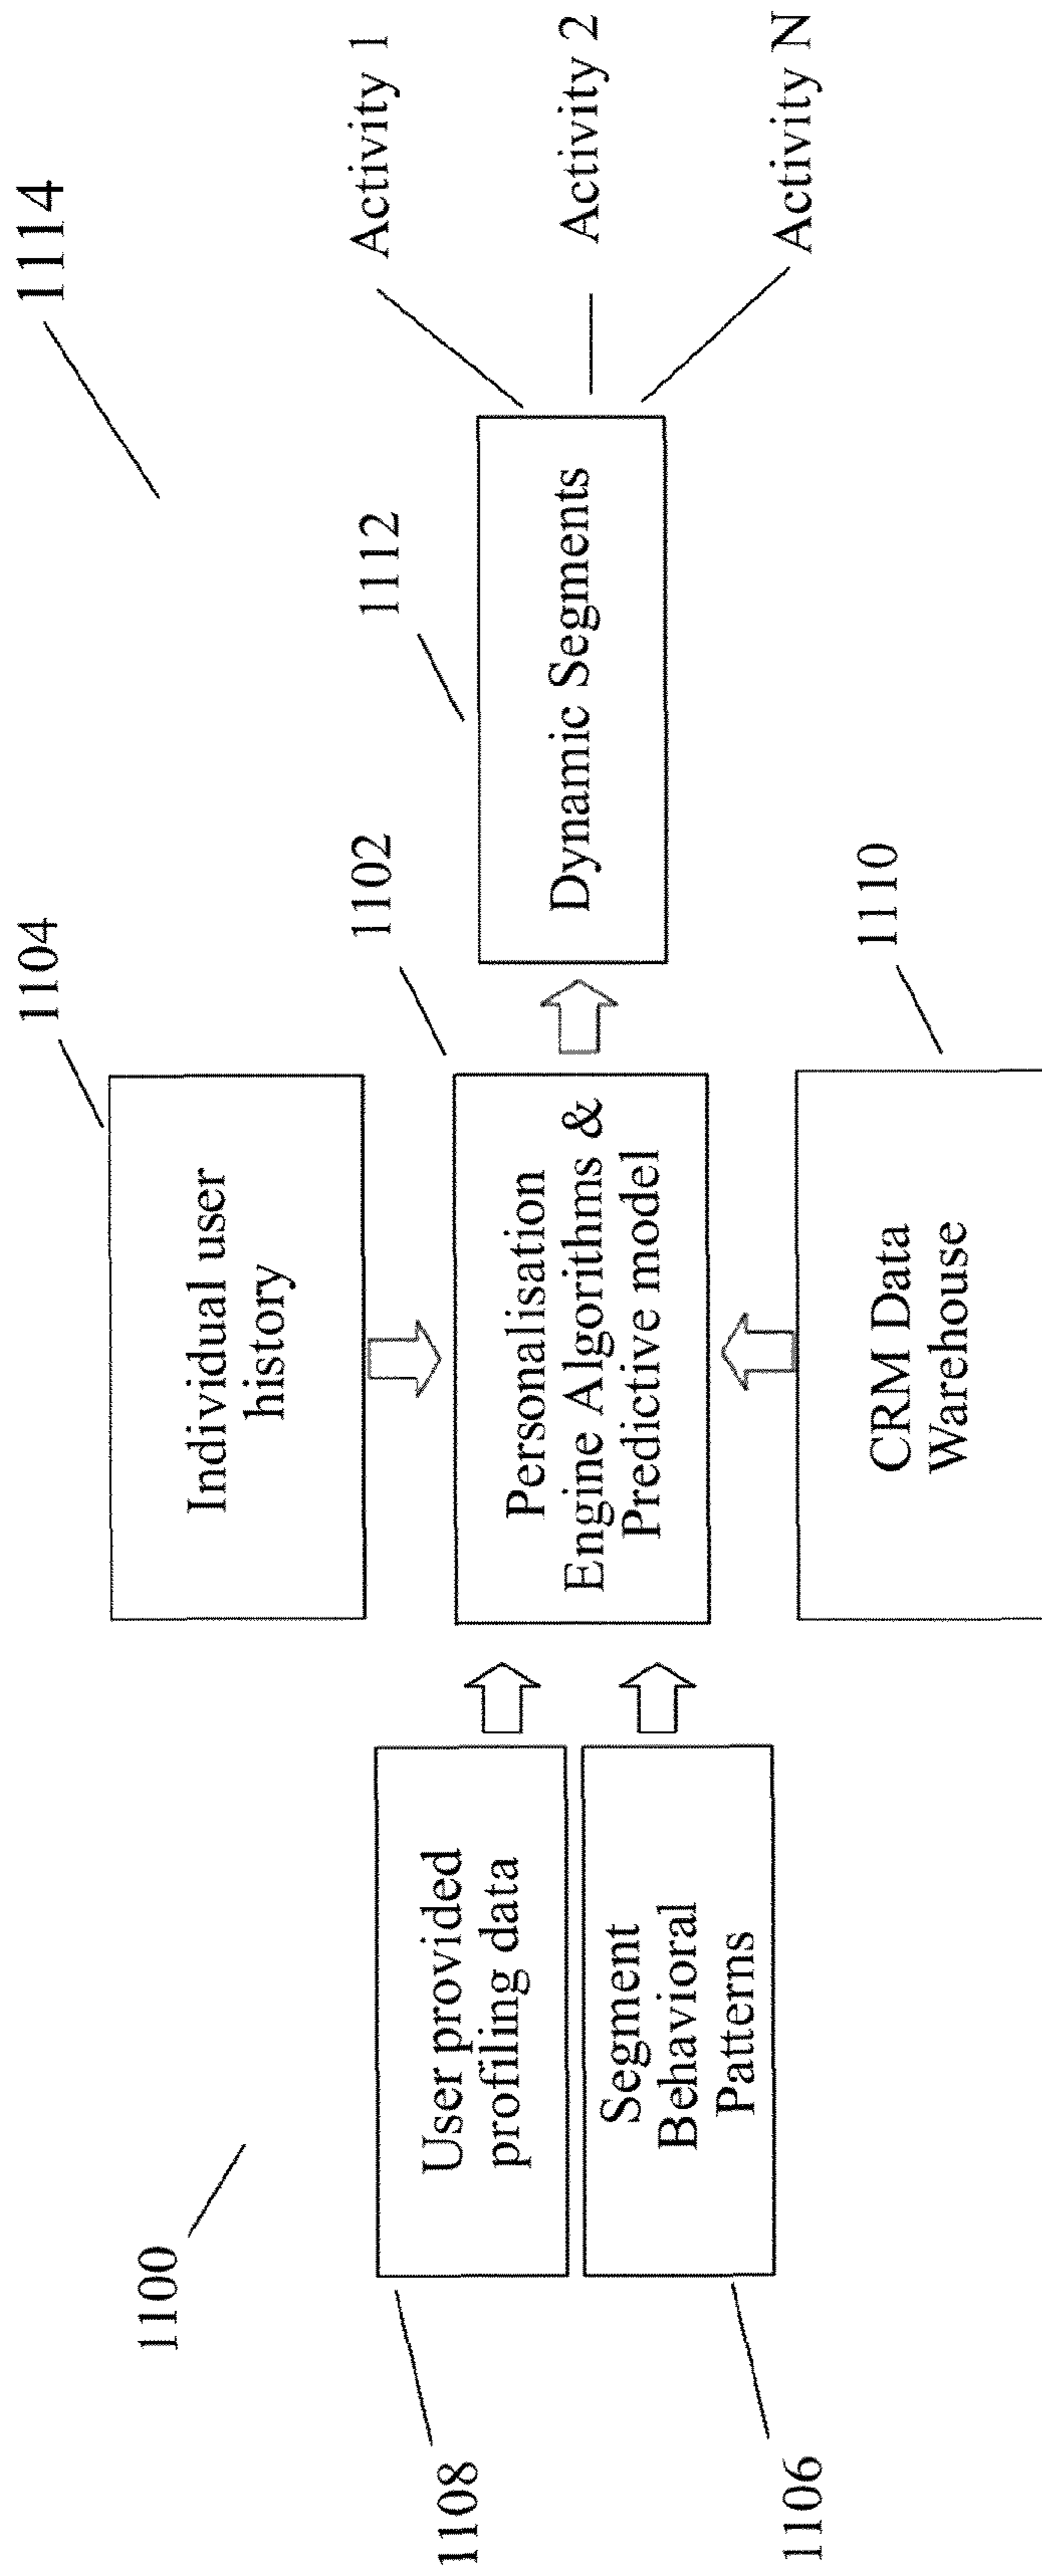 1114
1104
Individual user
history
1112
1102
Activity 1
1100
1108
User provided
profiling data
Personalisation
Engine Algorithms &
Predictive model
Dynamic Segments
Activity 2
Segment
Behavioral
Patterns
1106
1110
Activity N
CRM Data
Warehouse